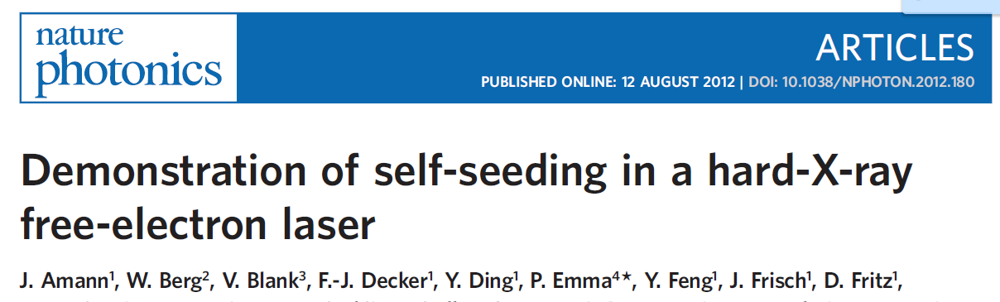 nature
photonics
ARTICLES
PUBLISHED ONLINE: 12 AUGUST 2012 | DOI: 10.1038/NPHOTON.2012.180
Demonstration of self-seeding in a hard-X-ray
free-electron laser
J. Amann¹, W. Berg², V. Blank³, F.-J. Decker¹, Y. Ding¹, P. Emma⁴*, Y. Feng¹, J. Frisch¹, D. Fritz¹,